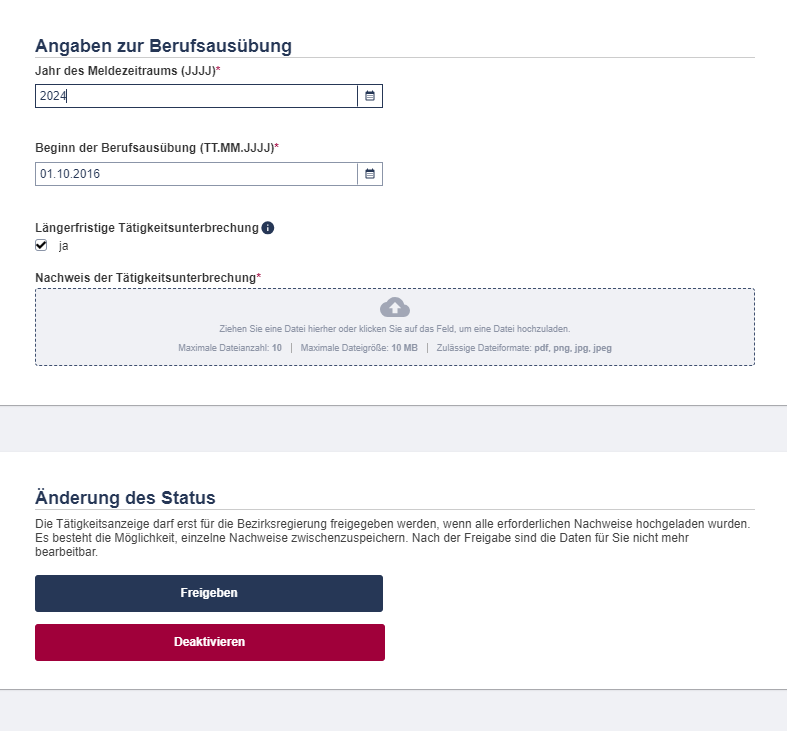 Angaben zur Berufsausübung
Jahr des Meldezeitraums (JJJJ)*
2024
Beginn der Berufsausübung (TT.MM.JJJJ)*
01.10.2016
Längerfristige Tätigkeitsunterbrechung i
ja
Nachweis der Tätigkeitsunterbrechung*
Ziehen Sie eine Datei hierher oder klicken Sie auf das Feld, um eine Datei hochzuladen.
Maximale Dateianzahl: 10 | Maximale Dateigröße: 10 MB | Zulässige Dateiformate: pdf, png, jpg, jpeg
Änderung des Status
Die Tätigkeitsanzeige darf erst für die Bezirksregierung freigegeben werden, wenn alle erforderlichen Nachweise hochgeladen wurden.
Es besteht die Möglichkeit, einzelne Nachweise zwischenzuspeichern. Nach der Freigabe sind die Daten für Sie nicht mehr
bearbeitbar.
Freigeben
Deaktivieren